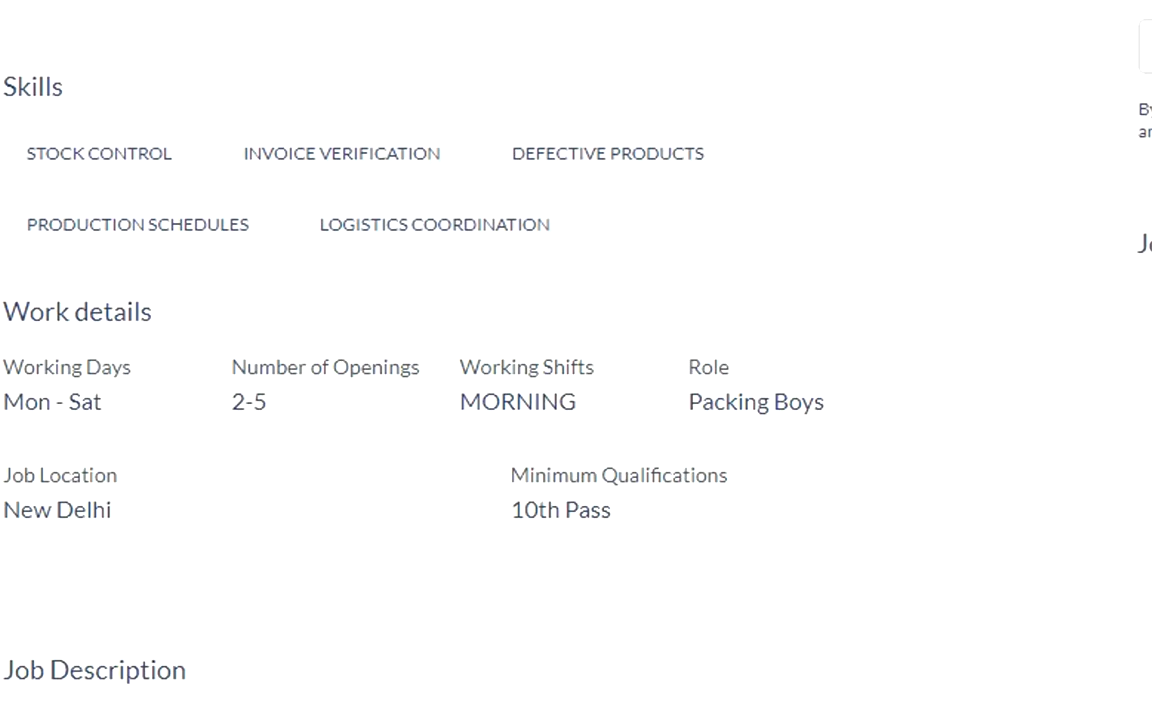 Skills
STOCK CONTROL INVOICE VERIFICATION DEFECTIVE PRODUCTS
PRODUCTION SCHEDULES LOGISTICS COORDINATION
Work details
Working Days Number of Openings Working Shifts Role
Mon - Sat 2-5 MORNING Packing Boys
Job Location Minimum Qualifications
New Delhi 10th Pass
Job Description